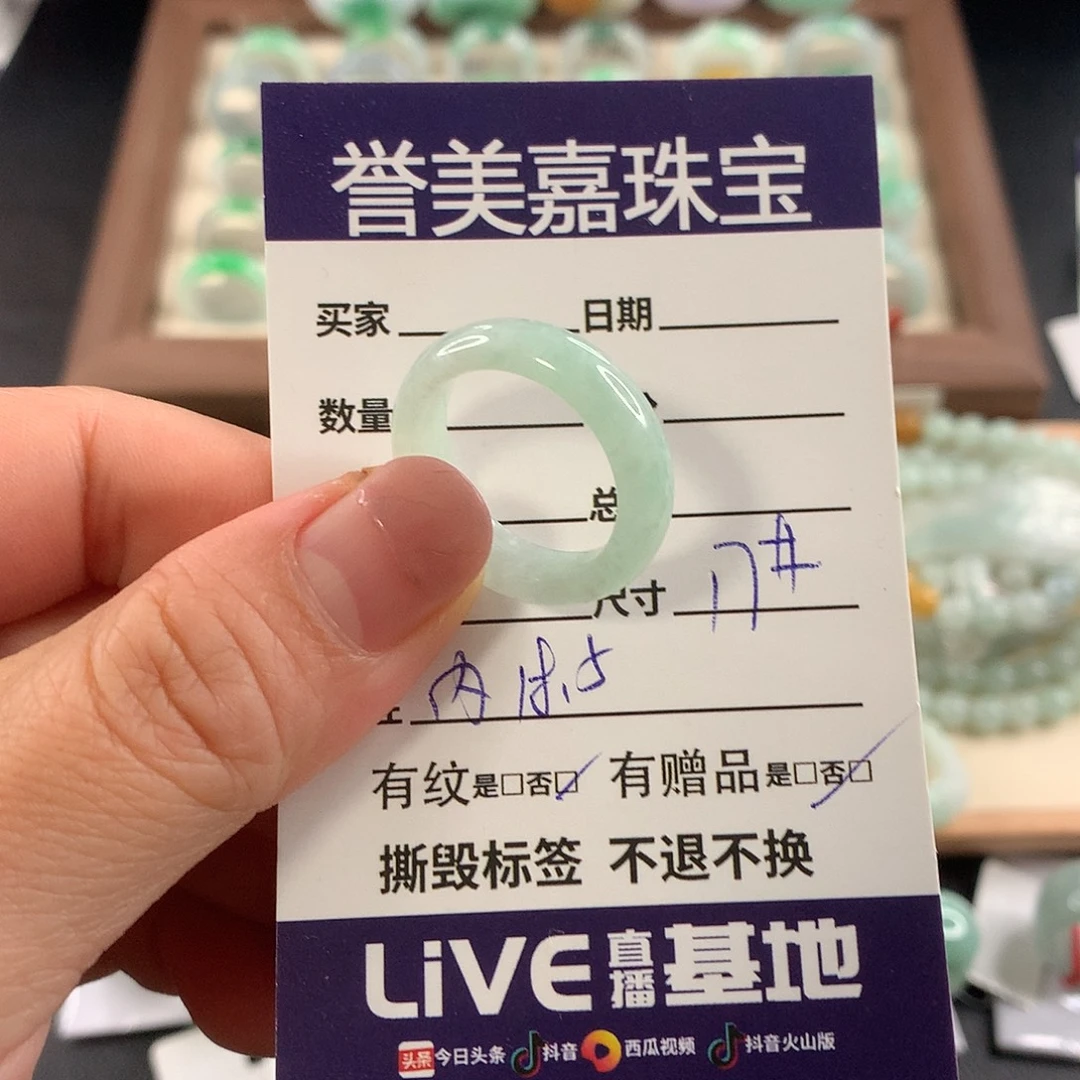 誉美嘉珠宝
买家 日期
数量
总
尺寸 17#
内 18.5
有纹是□否□ 有赠品是□否□
撕毁标签 不退不换
LiVE直播基地
头条 今日头条 抖音 西瓜视频 抖音火山版